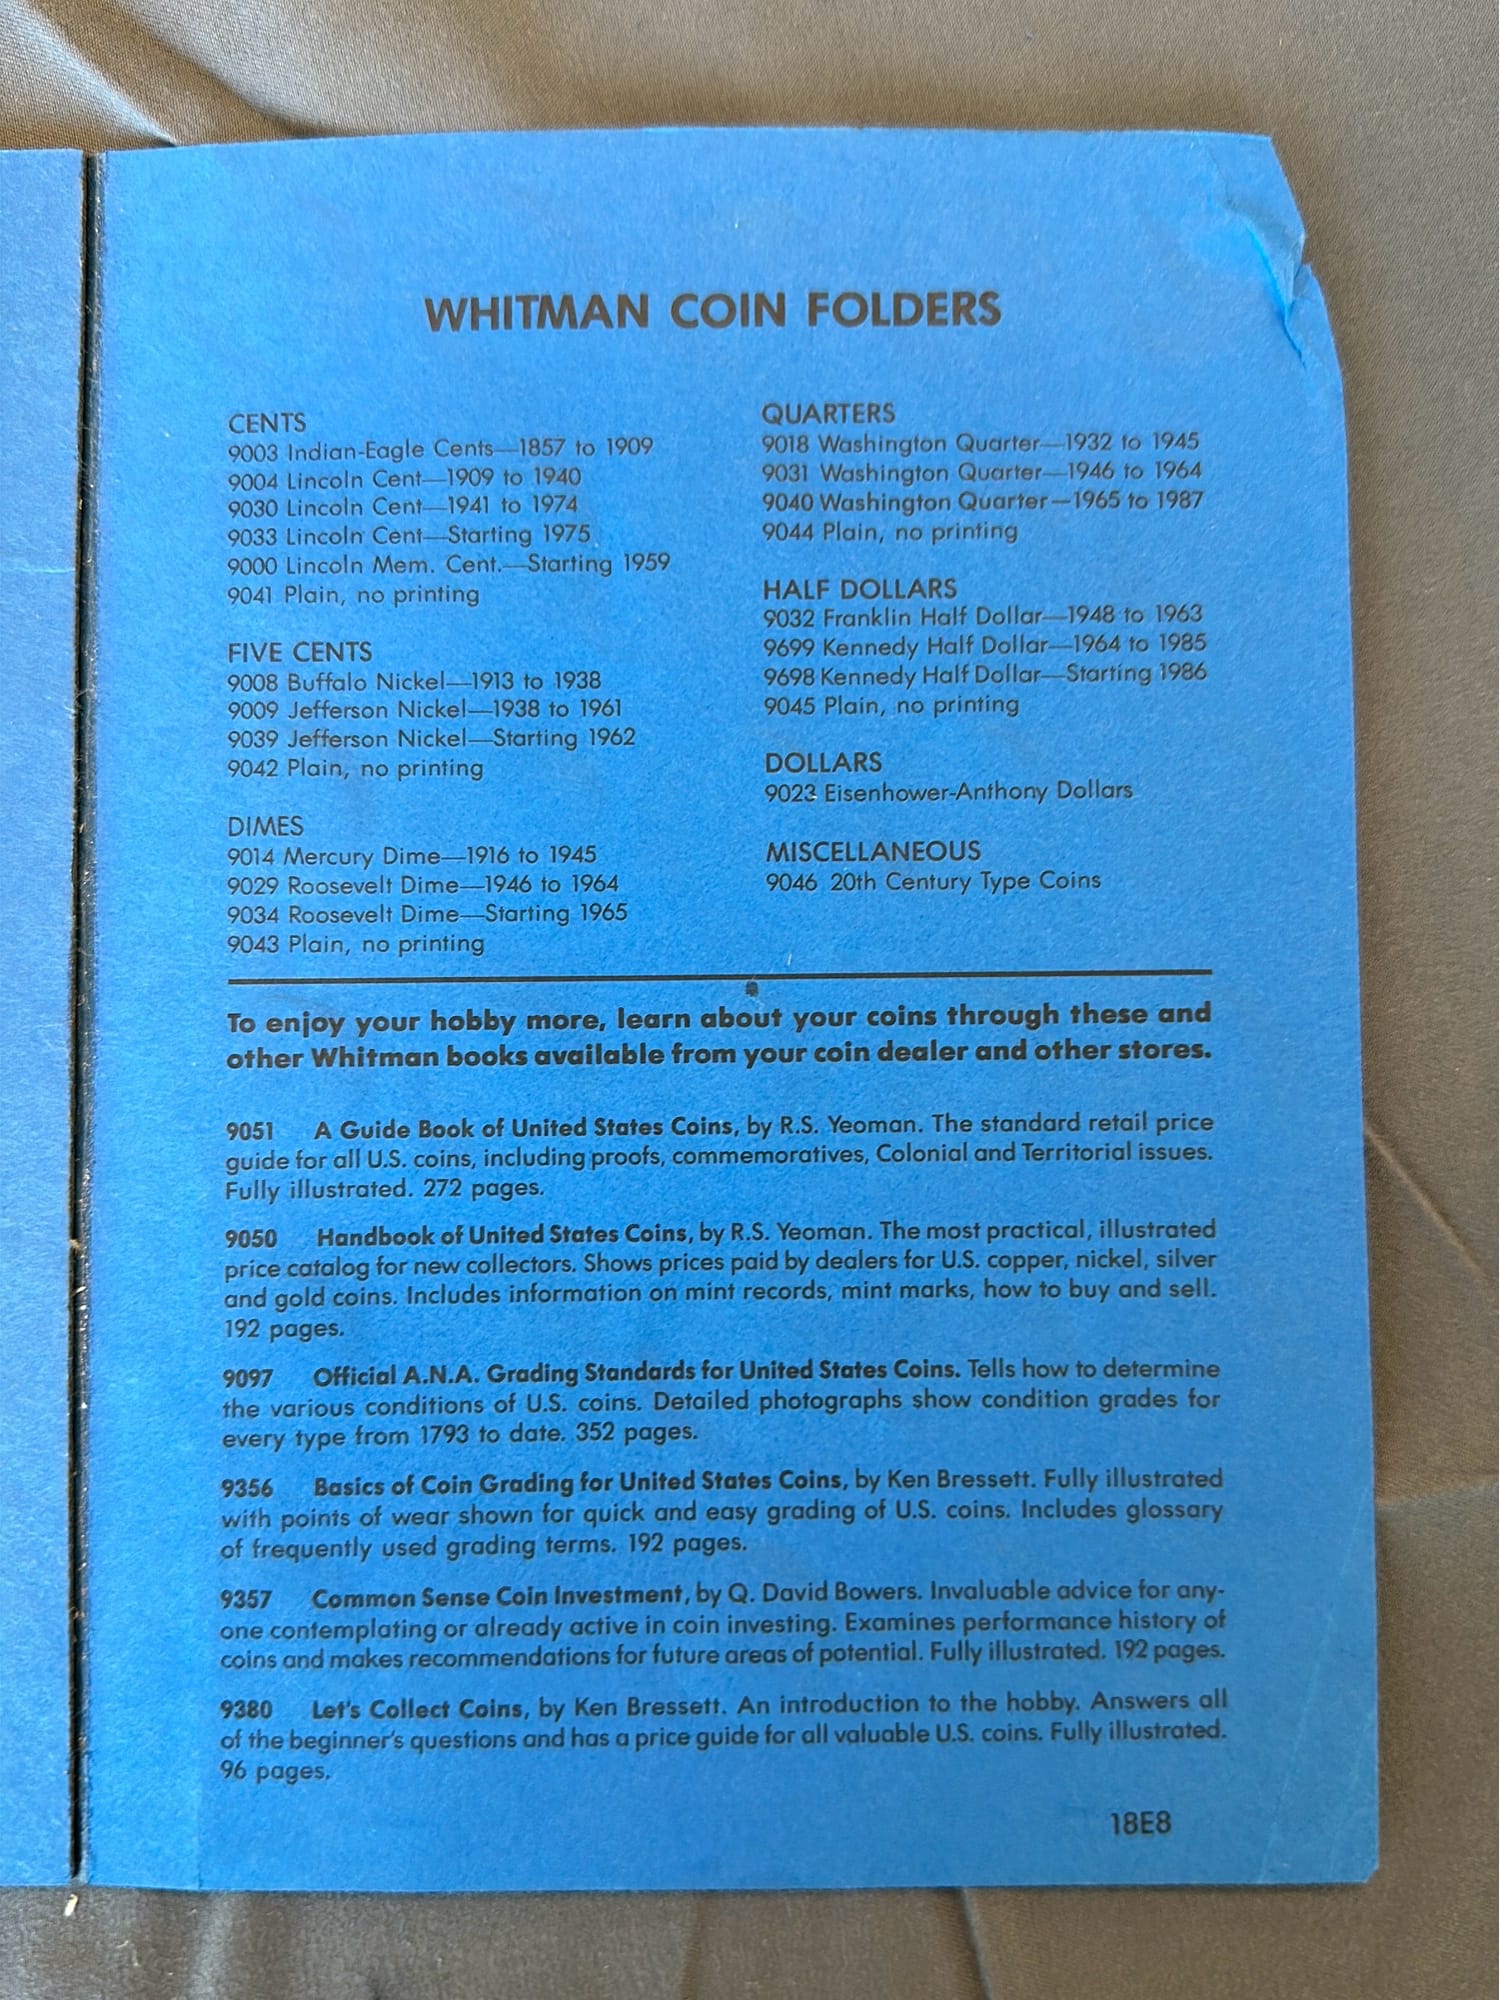 WHITMAN COIN FOLDERS
CENTS
9003 Indian-Eagle Cents—1857 to 1909
9004 Lincoln Cent—1909 to 1940
9030 Lincoln Cent—1941 to 1974
9033 Lincoln Cent—Starting 1975
9000 Lincoln Mem. Cent.—Starting 1959
9041 Plain, no printing
FIVE CENTS
9008 Buffalo Nickel—1913 to 1938
9009 Jefferson Nickel—1938 to 1961
9039 Jefferson Nickel—Starting 1962
9042 Plain, no printing
DIMES
9014 Mercury Dime—1916 to 1945
9029 Roosevelt Dime—1946 to 1964
9034 Roosevelt Dime—Starting 1965
9043 Plain, no printing
QUARTERS
9018 Washington Quarter—1932 to 1945
9031 Washington Quarter—1946 to 1964
9040 Washington Quarter—1965 to 1987
9044 Plain, no printing
HALF DOLLARS
9032 Franklin Half Dollar—1948 to 1963
9699 Kennedy Half Dollar—1964 to 1985
9698 Kennedy Half Dollar—Starting 1986
9045 Plain, no printing
DOLLARS
9023 Eisenhower-Anthony Dollars
MISCELLANEOUS
9046 20th Century Type Coins
To enjoy your hobby more, learn about your coins through these and
other Whitman books available from your coin dealer and other stores.
9051 A Guide Book of United States Coins, by R.S. Yeoman. The standard retail price
guide for all U.S. coins, including proofs, commemoratives, Colonial and Territorial issues.
Fully illustrated. 272 pages.
9050 Handbook of United States Coins, by R.S. Yeoman. The most practical, illustrated
price catalog for new collectors. Shows prices paid by dealers for U.S. copper, nickel, silver
and gold coins. Includes information on mint records, mint marks, how to buy and sell.
192 pages.
9097 Official A.N.A. Grading Standards for United States Coins. Tells how to determine
the various conditions of U.S. coins. Detailed photographs show condition grades for
every type from 1793 to date. 352 pages.
9356 Basics of Coin Grading for United States Coins, by Ken Bressett. Fully illustrated
with points of wear shown for quick and easy grading of U.S. coins. Includes glossary
of frequently used grading terms. 192 pages.
9357 Common Sense Coin Investment, by Q. David Bowers. Invaluable advice for any-
one contemplating or already active in coin investing. Examines performance history of
coins and makes recommendations for future areas of potential. Fully illustrated. 192 pages.
9380 Let's Collect Coins, by Ken Bressett. An introduction to the hobby. Answers all
of the beginner's questions and has a price guide for all valuable U.S. coins. Fully illustrated.
96 pages.
18E8